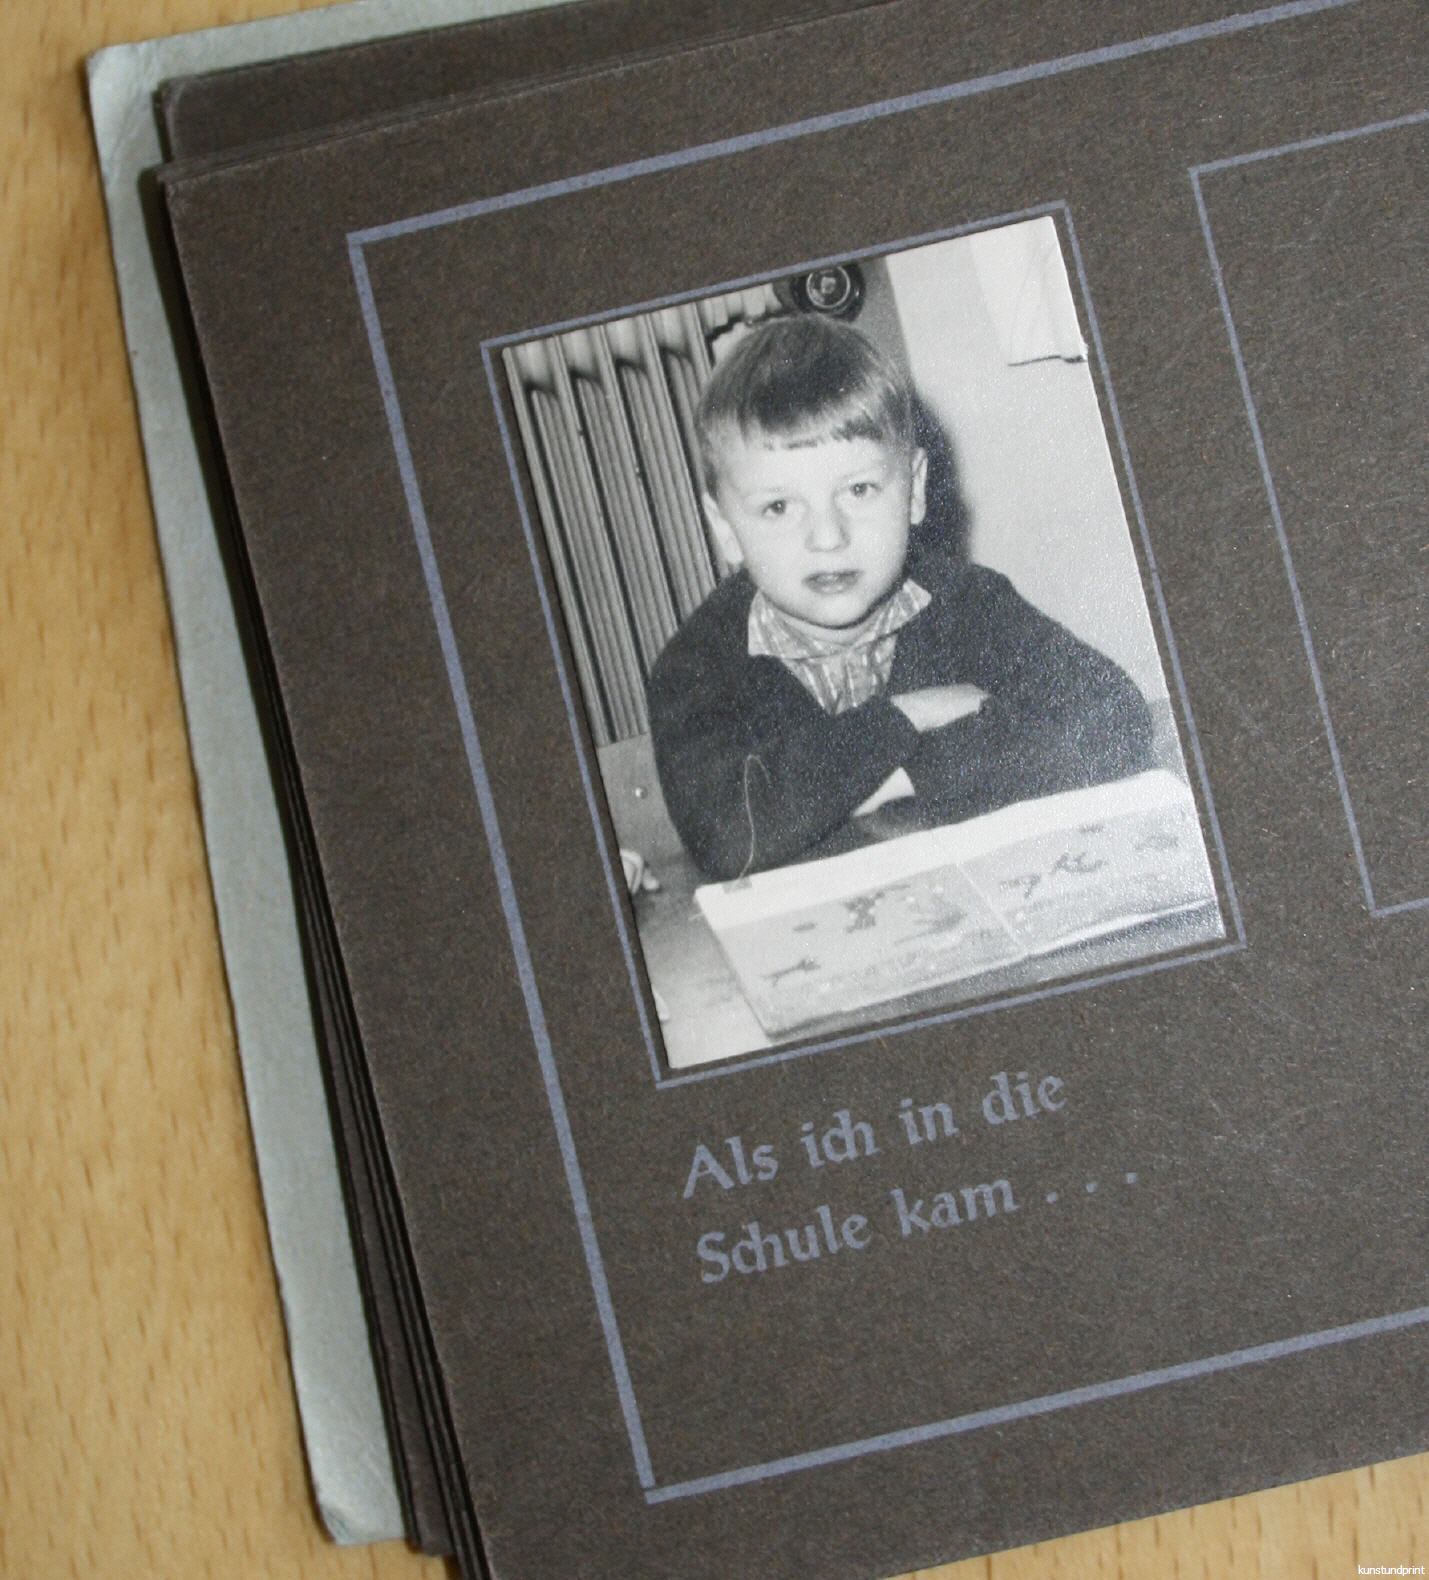 Als ich in die
Schule kam . . .
kunstundprint